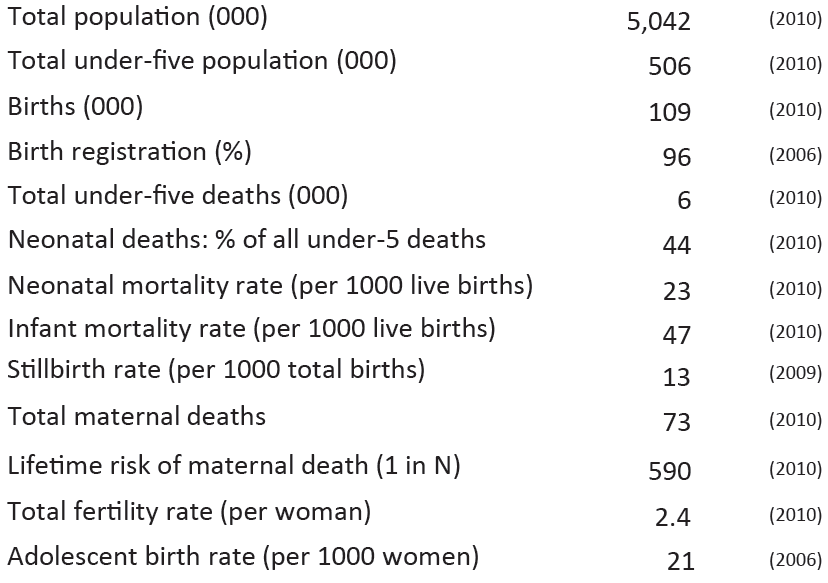 Total population (000) 5,042 (2010)
Total under-five population (000) 506 (2010)
Births (000) 109 (2010)
Birth registration (%) 96 (2006)
Total under-five deaths (000) 6 (2010)
Neonatal deaths: % of all under-5 deaths 44 (2010)
Neonatal mortality rate (per 1000 live births) 23 (2010)
Infant mortality rate (per 1000 live births) 47 (2010)
Stillbirth rate (per 1000 total births) 13 (2009)
Total maternal deaths 73 (2010)
Lifetime risk of maternal death (1 in N) 590 (2010)
Total fertility rate (per woman) 2.4 (2010)
Adolescent birth rate (per 1000 women) 21 (2006)